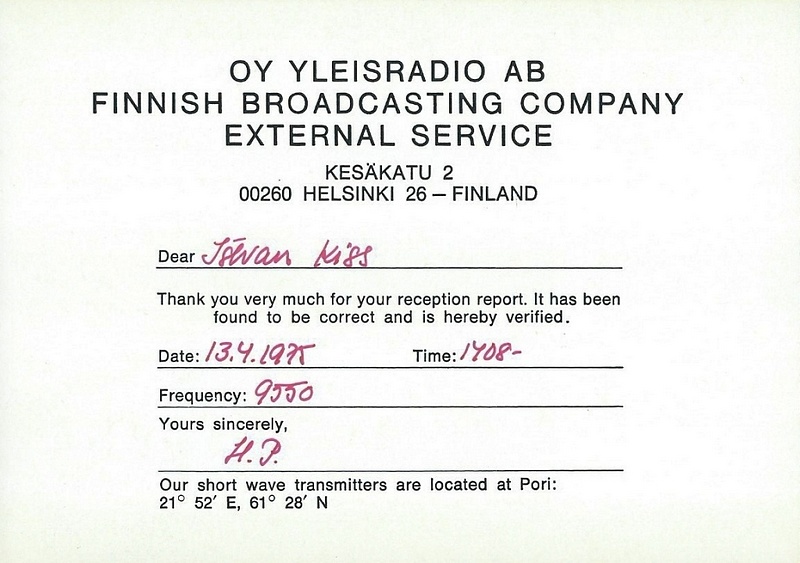 OY YLEISRADIO AB
FINNISH BROADCASTING COMPANY
EXTERNAL SERVICE
KESÄKATU 2
00260 HELSINKI 26 – FINLAND
Dear István Kiss
Thank you very much for your reception report. It has been
found to be correct and is hereby verified.
Date: 13.4.1975 Time: 1408-
Frequency: 9550
Yours sincerely,
H.P.
Our short wave transmitters are located at Pori:
21° 52′ E, 61° 28′ N